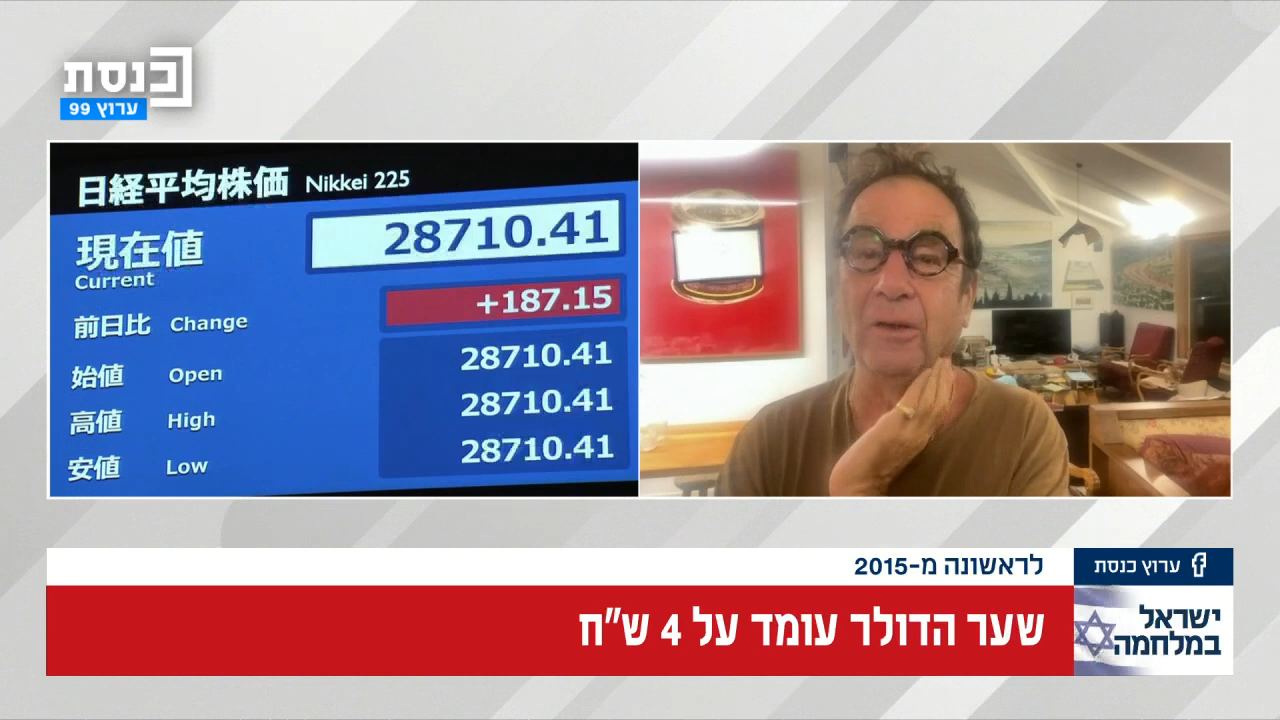 כנסת
ערוץ 99
日経平均株価 Nikkei 225
現在値 28710.41
Current
前日比 Change +187.15
始値 Open 28710.41
高値 High 28710.41
安値 Low 28710.41
ערוץ כנסת
לראשונה מ-2015
ישראל
במלחמה
שער הדולר עומד על 4 ש"ח